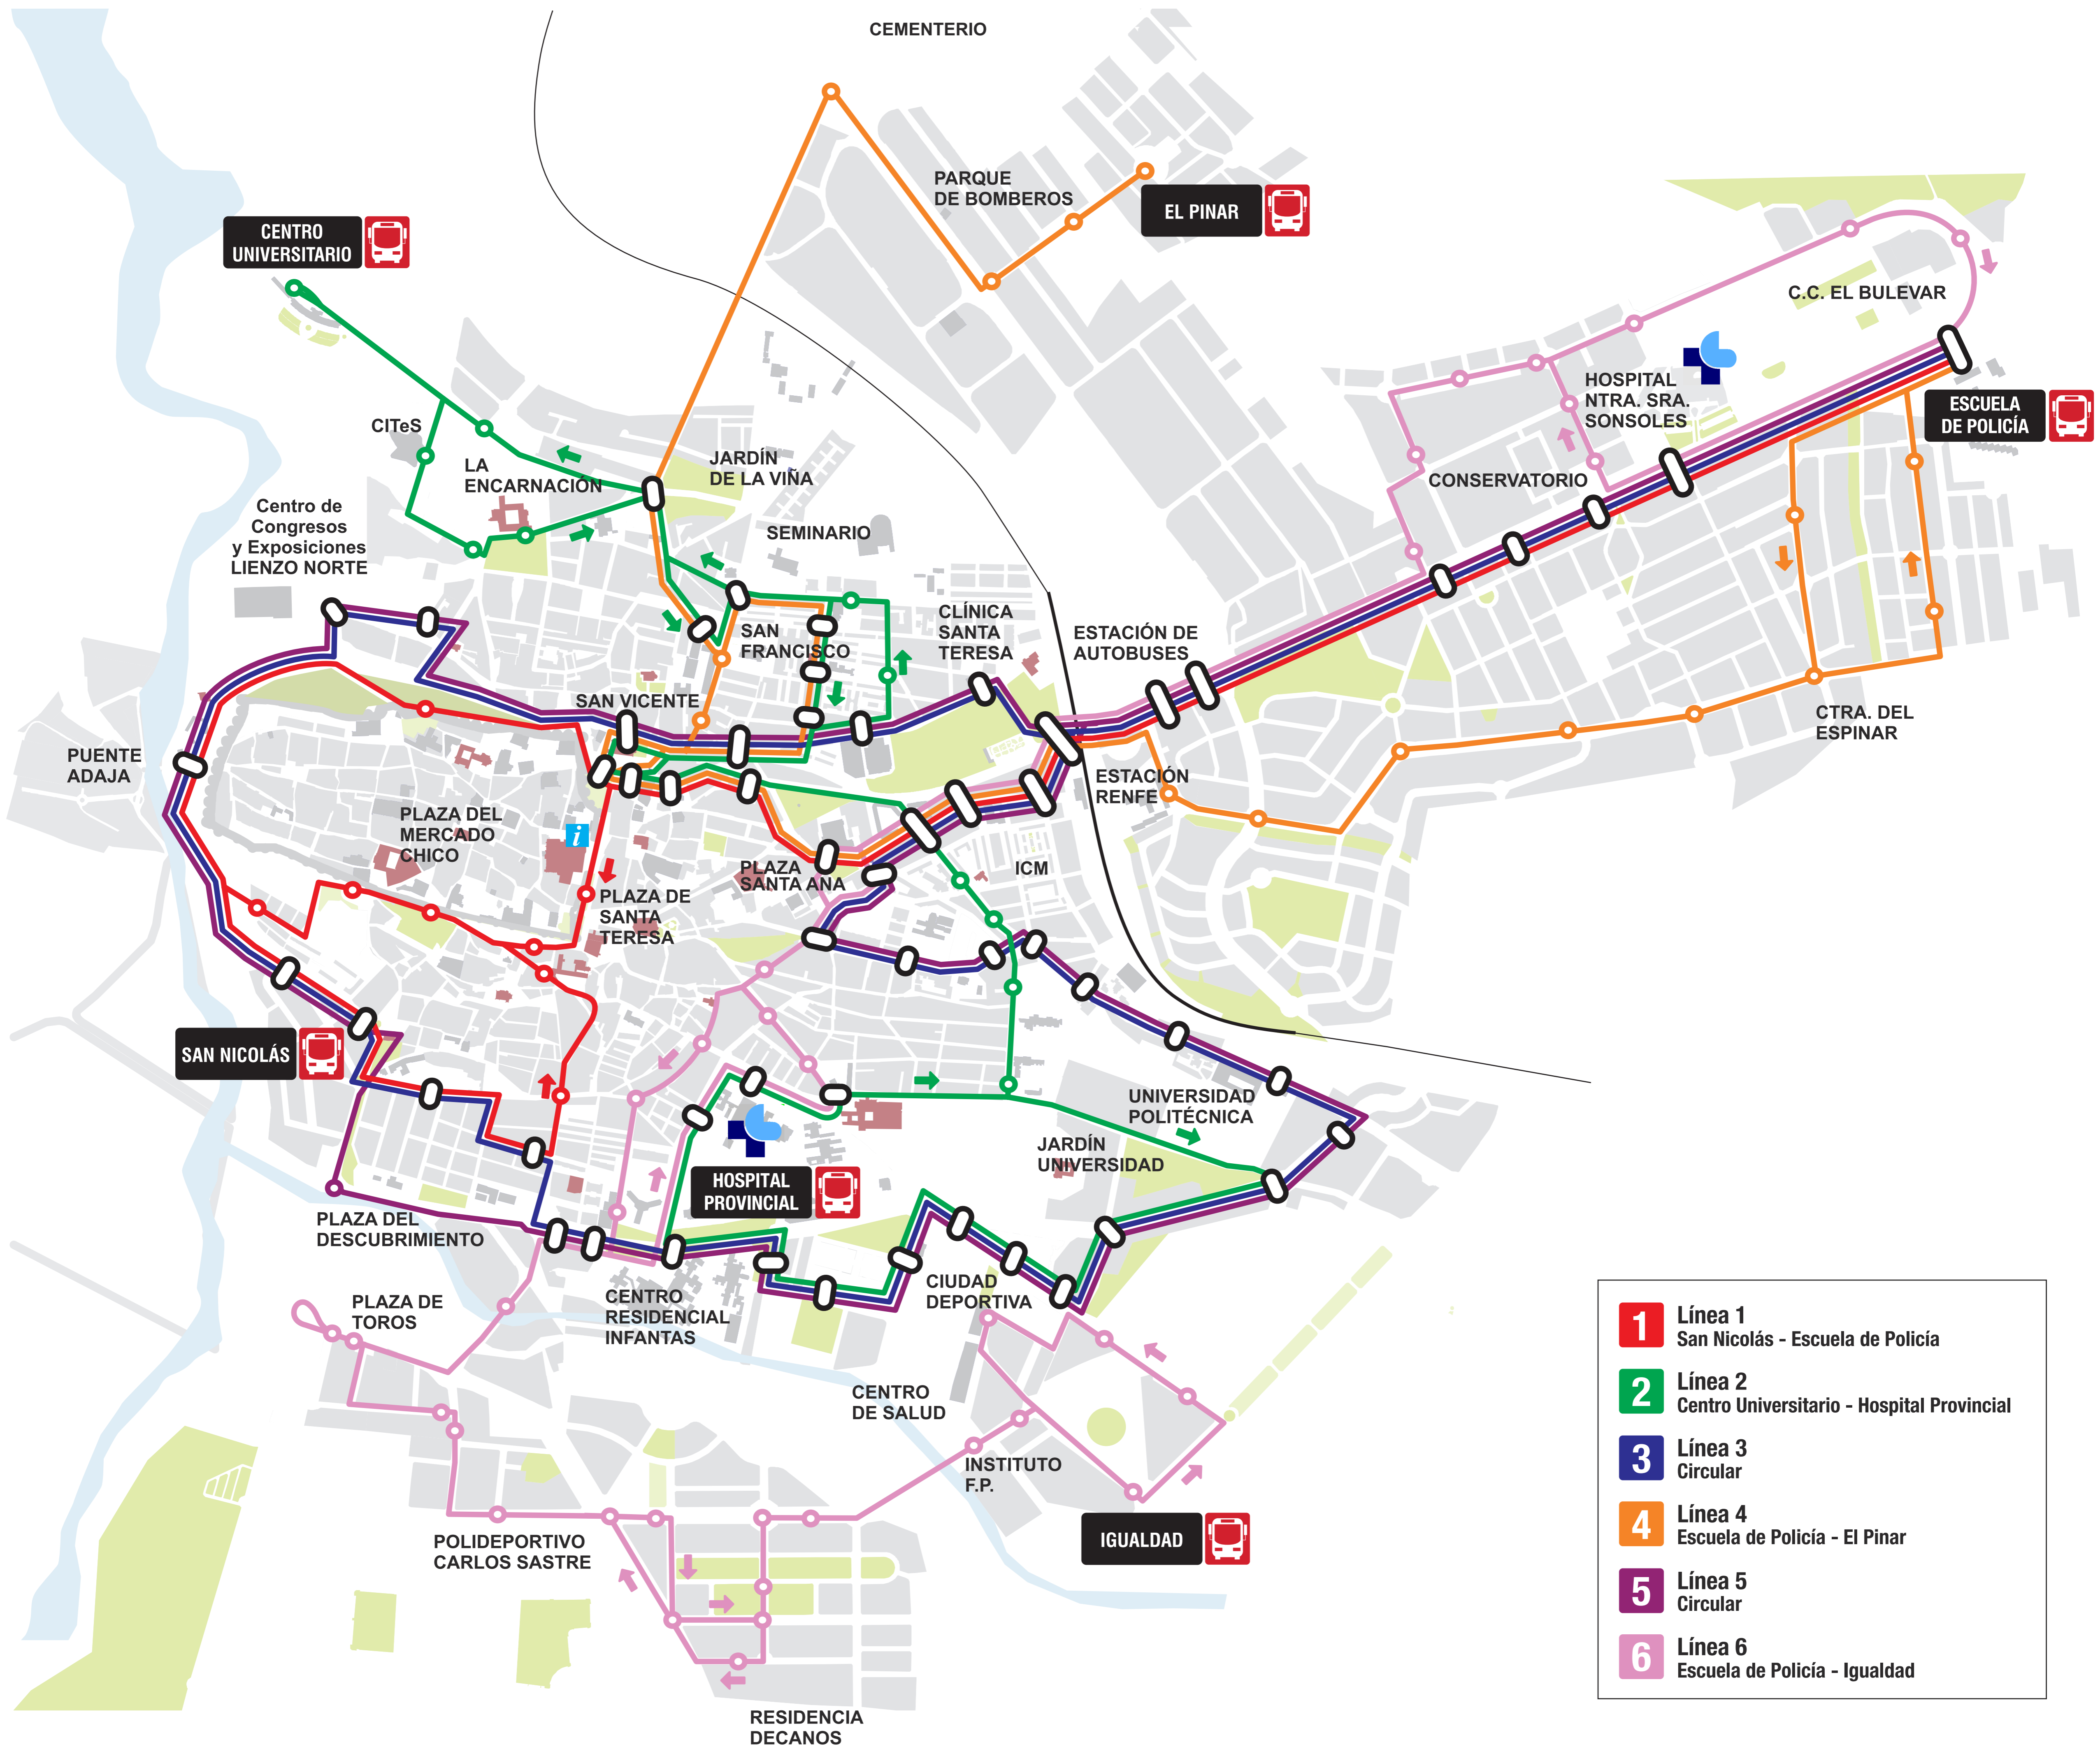 CEMENTERIO
PARQUE
DE BOMBEROS
EL PINAR
CENTRO
UNIVERSITARIO
C.C. EL BULEVAR
HOSPITAL
NTRA. SRA.
SONSOLES
ESCUELA
DE POLICÍA
CITeS
LA
ENCARNACIÓN
JARDÍN
DE LA VIÑA
CONSERVATORIO
Centro de
Congresos
y Exposiciones
LIENZO NORTE
SEMINARIO
SAN
FRANCISCO
CLÍNICA
SANTA
TERESA
ESTACIÓN DE
AUTOBUSES
SAN VICENTE
CTRA. DEL
ESPINAR
PUENTE
ADAJA
ESTACIÓN
RENFE
PLAZA DEL
MERCADO
CHICO
i
PLAZA
SANTA ANA
ICM
PLAZA DE
SANTA
TERESA
SAN NICOLÁS
UNIVERSIDAD
POLITÉCNICA
JARDÍN
UNIVERSIDAD
HOSPITAL
PROVINCIAL
PLAZA DEL
DESCUBRIMIENTO
CIUDAD
DEPORTIVA
PLAZA DE
TOROS
CENTRO
RESIDENCIAL
INFANTAS
CENTRO
DE SALUD
INSTITUTO
F.P.
IGUALDAD
POLIDEPORTIVO
CARLOS SASTRE
RESIDENCIA
DECANOS
1 Línea 1
San Nicolás - Escuela de Policía
2 Línea 2
Centro Universitario - Hospital Provincial
3 Línea 3
Circular
4 Línea 4
Escuela de Policía - El Pinar
5 Línea 5
Circular
6 Línea 6
Escuela de Policía - Igualdad